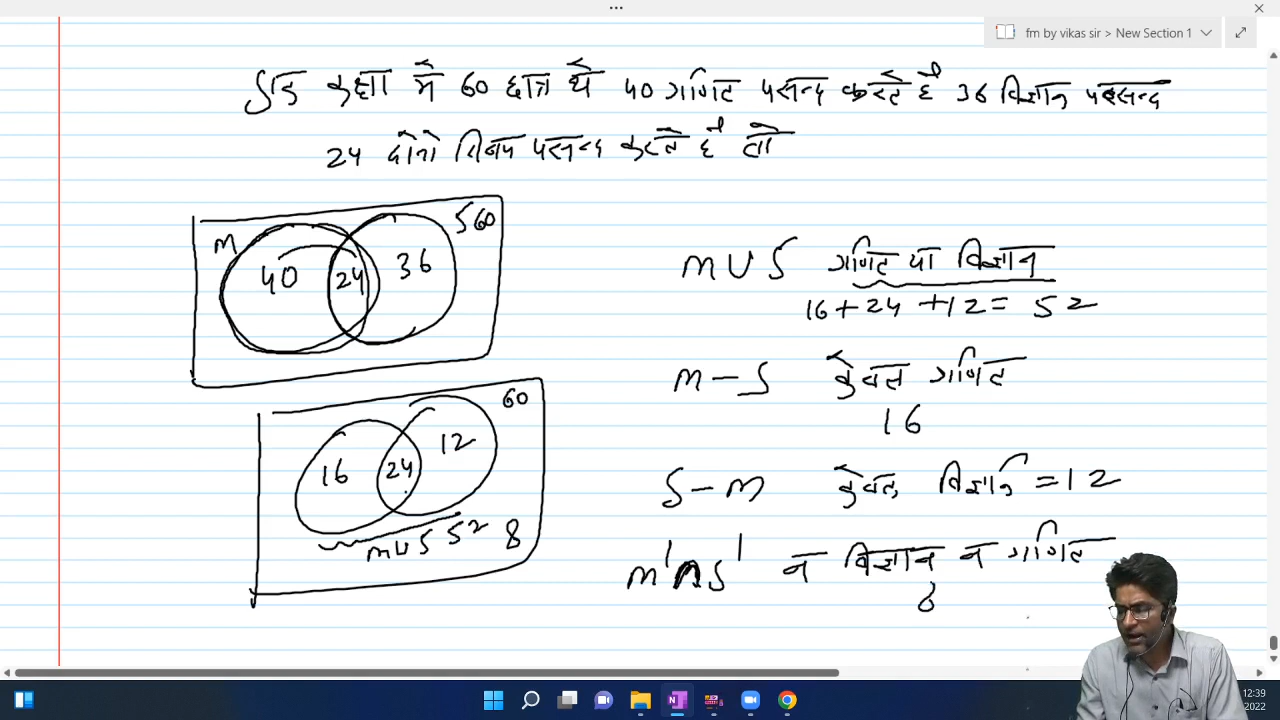 fm by vikas sir > New Section 1
कक्षा में 60 छात्र थे 40 गणित पसन्द करते हैं 36 विज्ञान पसन्द
24 दोनों विषय पसन्द करते हैं तो
M S 60
40 24 36
M U S गणित या विज्ञान
16 + 24 + 12 = 52
M - S केवल गणित
16
60
16 24 12
S - M केवल विज्ञान = 12
M U S 52 8
M' ∩ S' न विज्ञान न गणित
8
12:39
2022